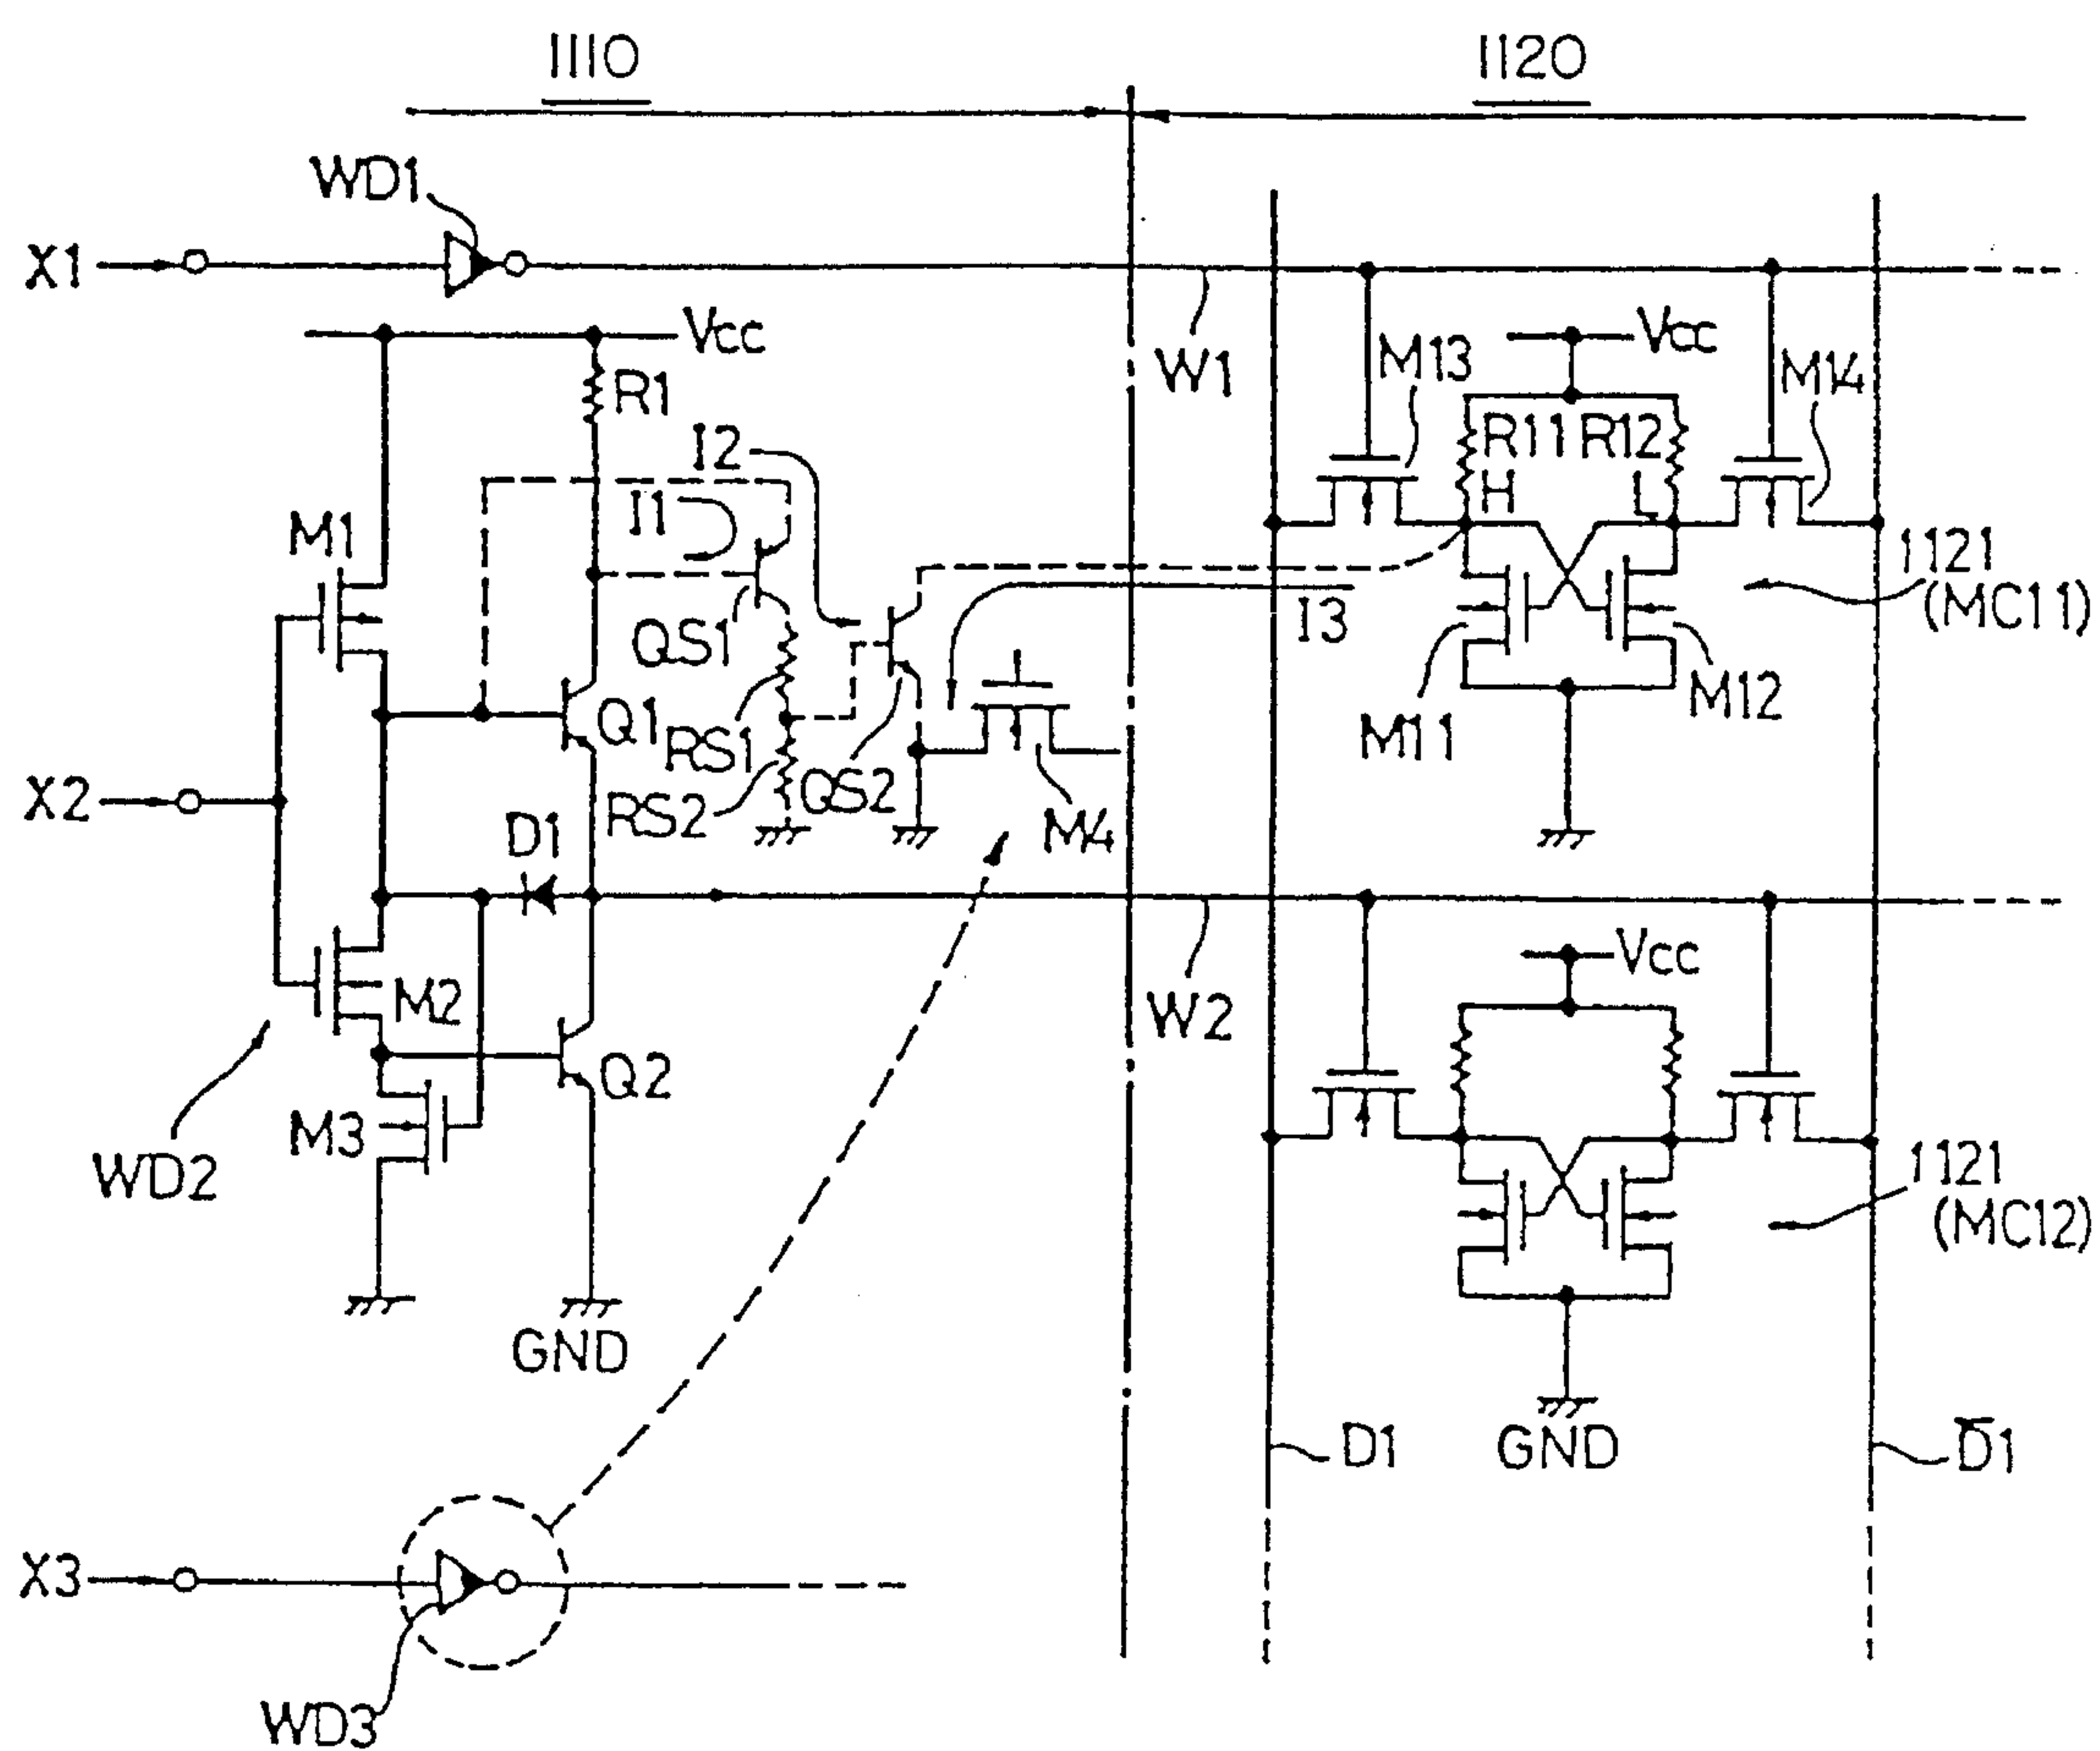 1110
1120
WD1
X1
Vcc
W1
M13
Vcc
M14
R1
I2
R11
R12
H
L
M1
I1
QS1
I3
1121
(MC11)
Q1
RS1
M11
M12
X2
RS2
QS2
M4
D1
M2
W2
Vcc
Q2
M3
WD2
1121
(MC12)
GND
D1
GND
D̅1
X3
WD3